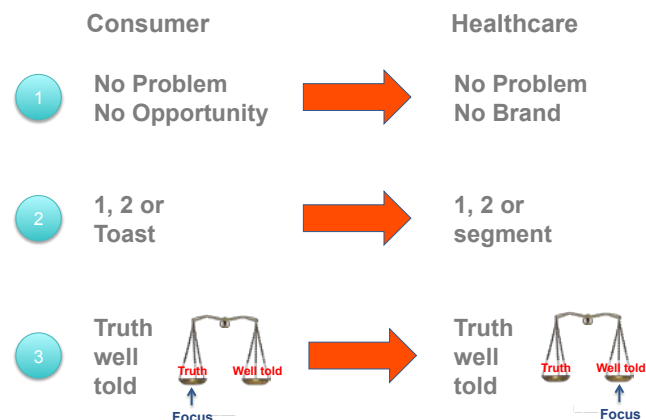 Consumer
Healthcare
1
No Problem
No Opportunity
No Problem
No Brand
2
1, 2 or
Toast
1, 2 or
segment
3
Truth
well
told
Truth
Well told
Focus
Truth
well
told
Truth
Well told
Focus